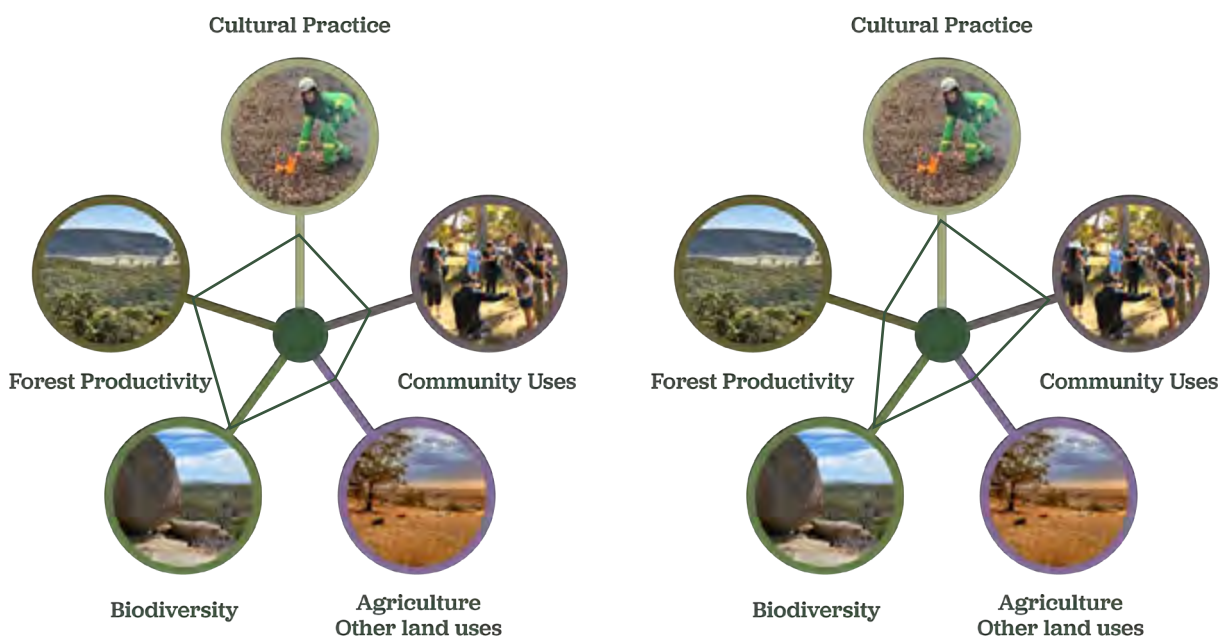 Cultural Practice
Forest Productivity
Community Uses
Biodiversity
Agriculture
Other land uses
Cultural Practice
Forest Productivity
Community Uses
Biodiversity
Agriculture
Other land uses